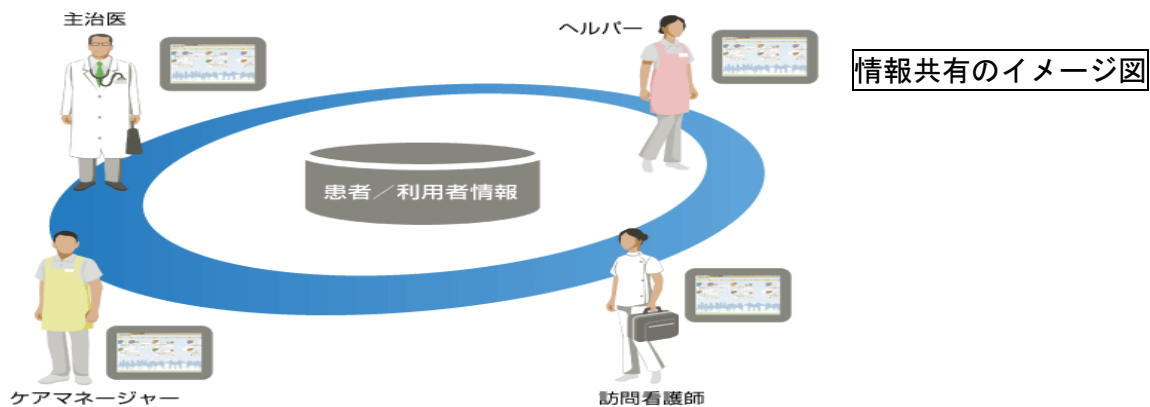 主治医
ヘルパー
情報共有のイメージ図
患者／利用者情報
ケアマネージャー
訪問看護師